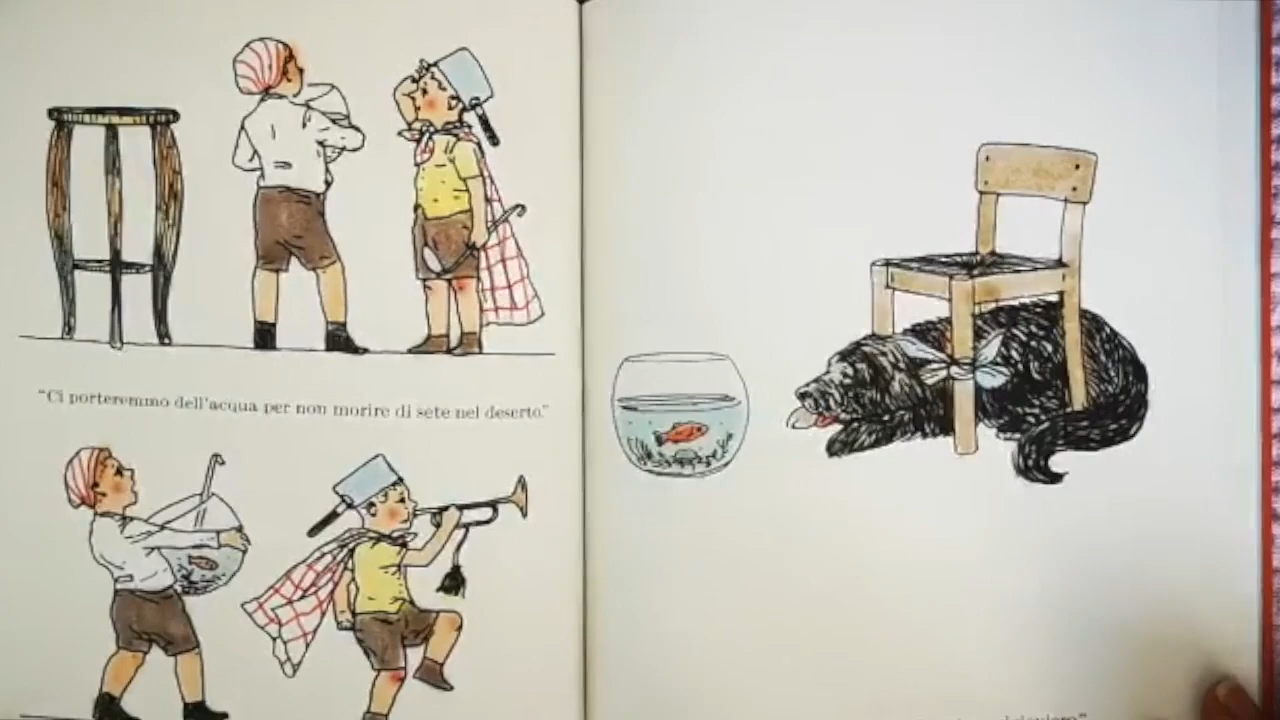 “Ci porteremmo dell'acqua per non morire di sete nel deserto.”